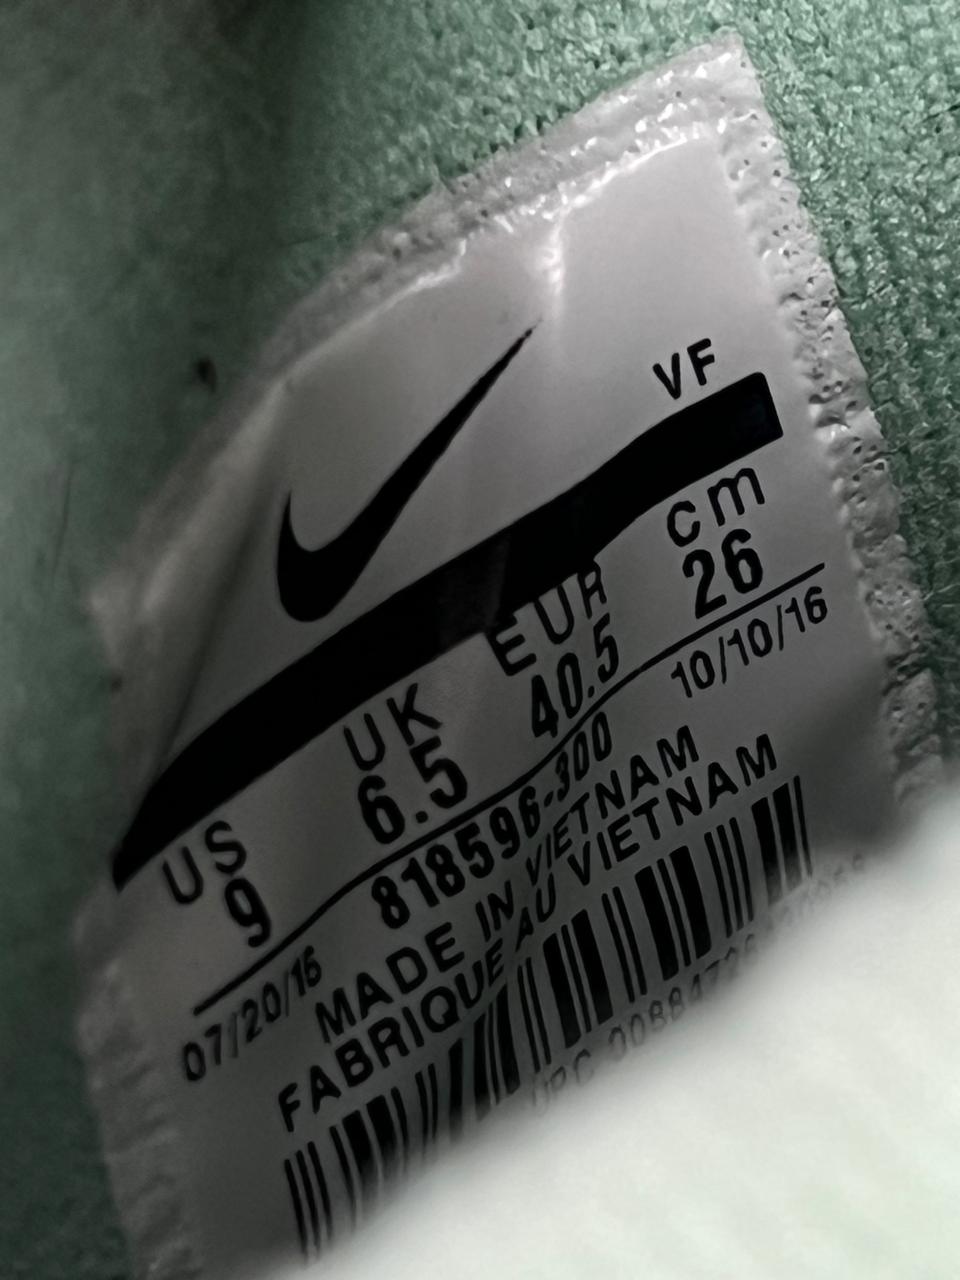 VF
US UK EUR cm
9 6.5 40.5 26
07/20/16 818596-300 10/10/16
MADE IN VIETNAM
FABRIQUE AU VIETNAM
UPC